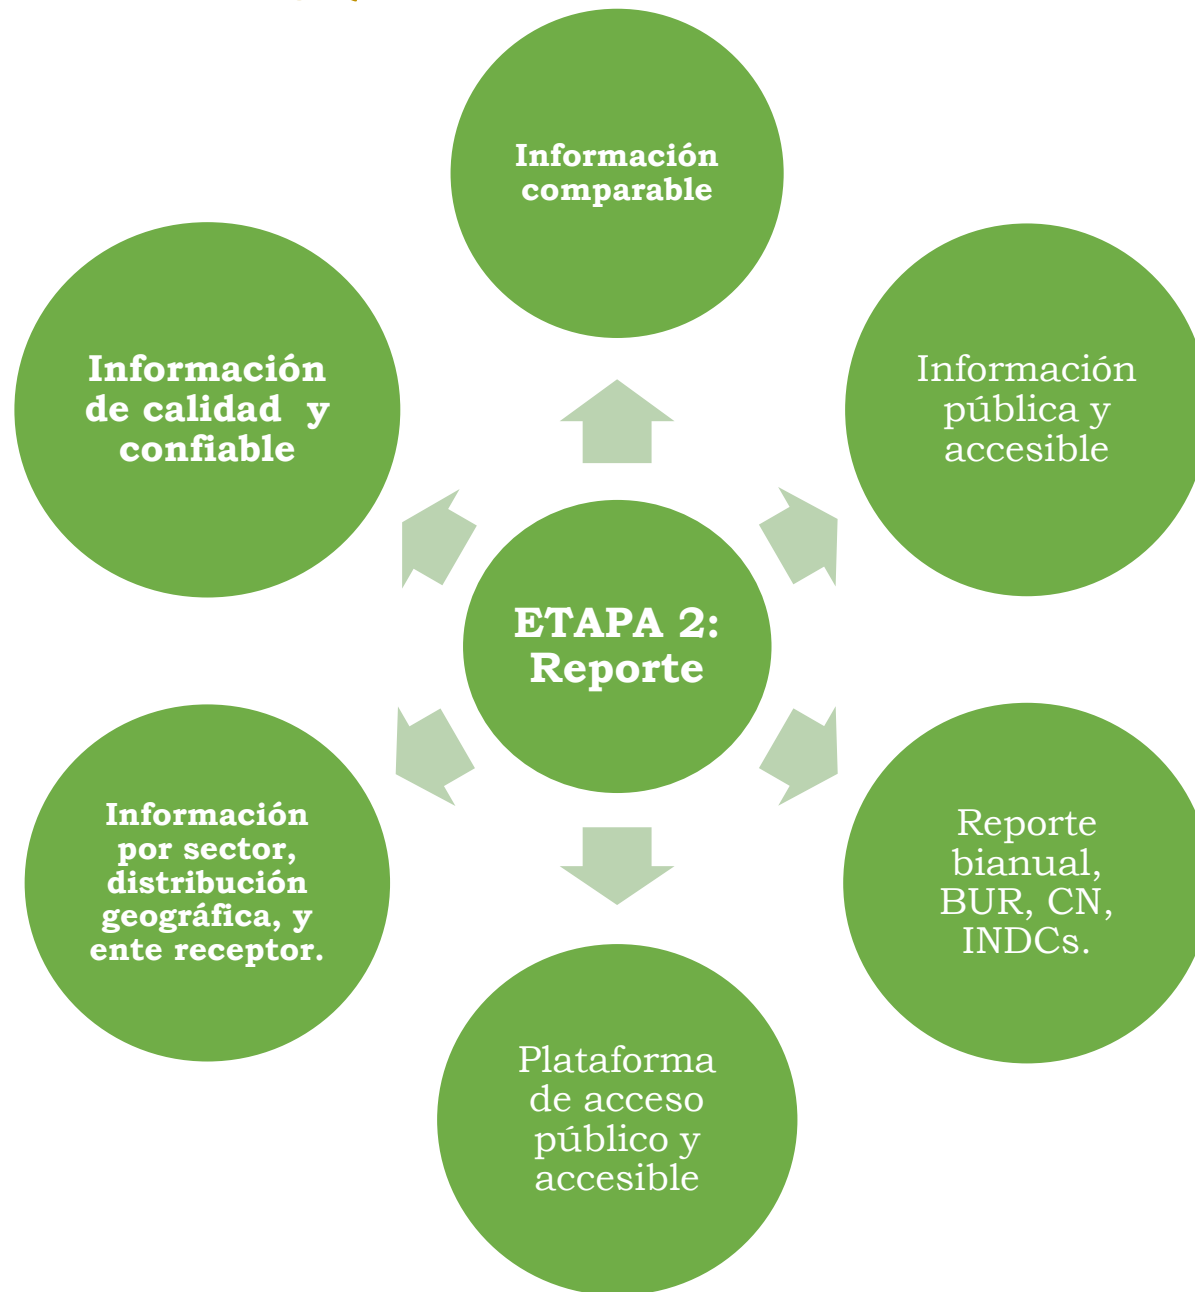 Información
comparable
Información
de calidad  y
confiable
Información
pública y
accesible
ETAPA 2:
Reporte
Información
por sector,
distribución
geográfica, y
ente receptor.
Reporte
bianual,
BUR, CN,
INDCs.
Plataforma
de acceso
público y
accesible